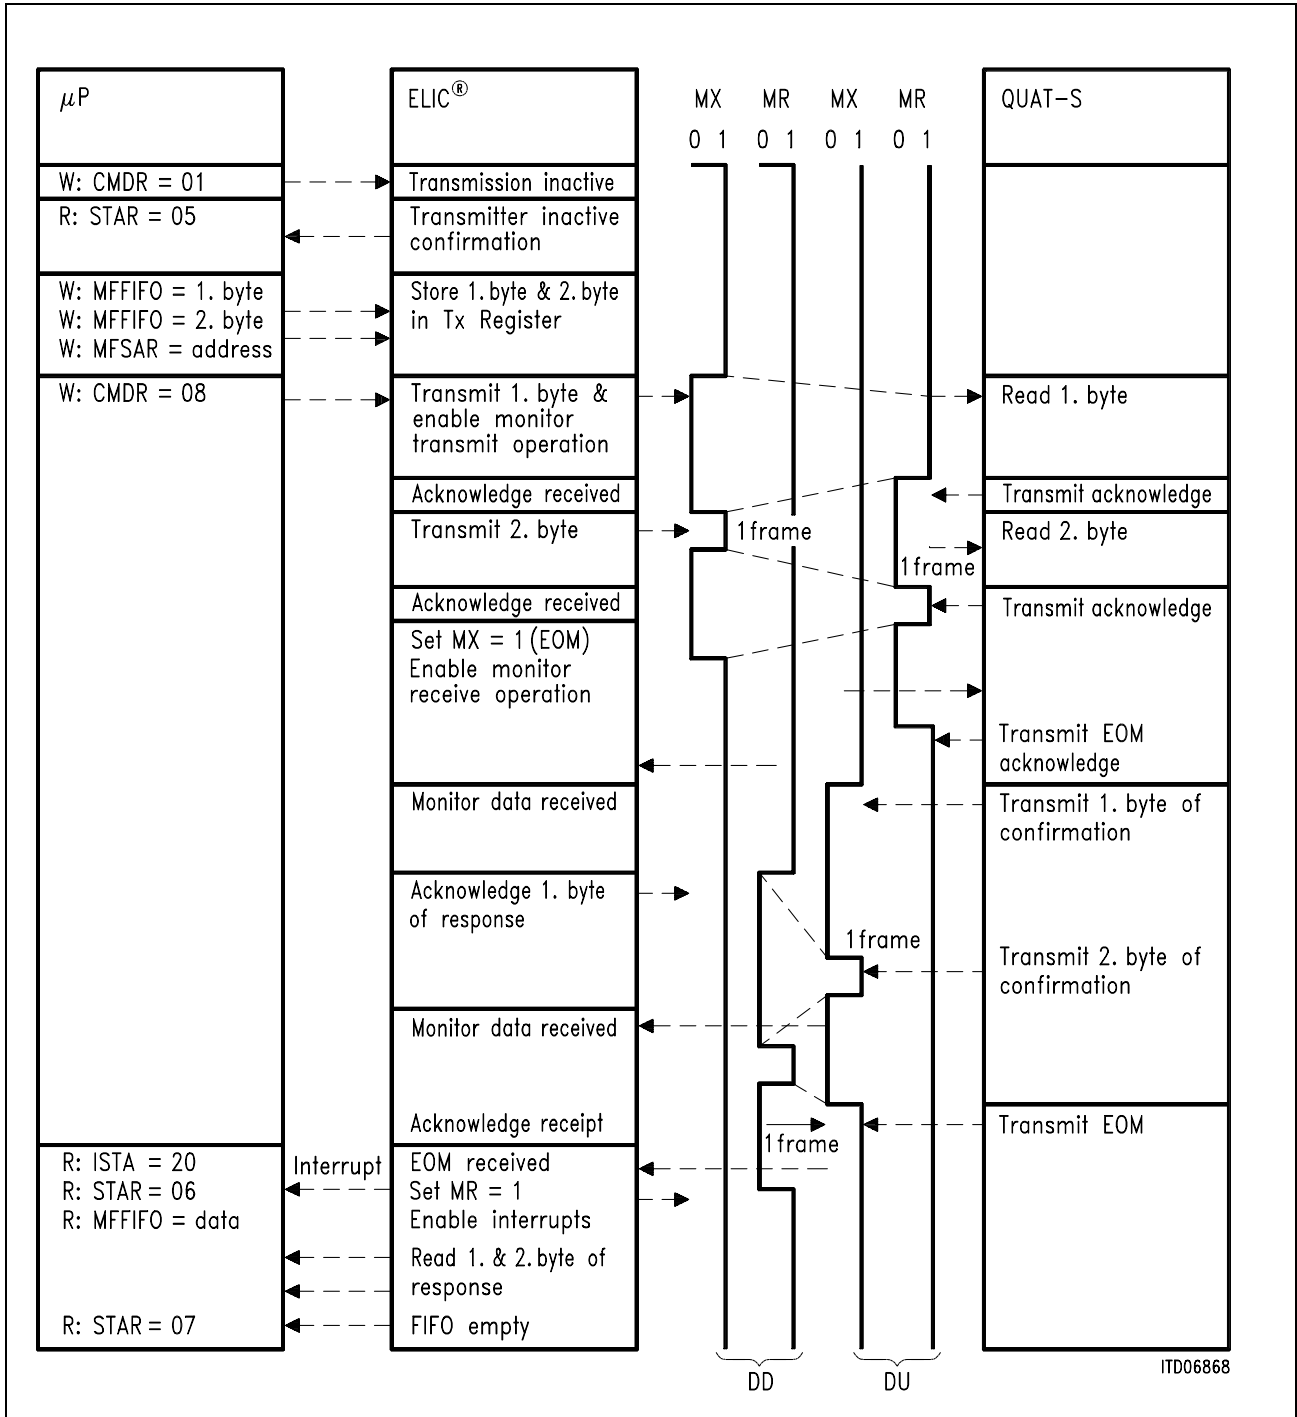 μP
ELIC®
MX MR MX MR
0 1 0 1 0 1 0 1
QUAT-S
W: CMDR = 01
Transmission inactive
R: STAR = 05
Transmitter inactive
confirmation
W: MFFIFO = 1. byte
W: MFFIFO = 2. byte
W: MFSAR = address
Store 1. byte & 2. byte
in Tx Register
W: CMDR = 08
Transmit 1. byte &
enable monitor
transmit operation
Read 1. byte
Acknowledge received
Transmit acknowledge
Transmit 2. byte
1 frame
Read 2. byte
1 frame
Acknowledge received
Transmit acknowledge
Set MX = 1 (EOM)
Enable monitor
receive operation
Transmit EOM
acknowledge
Monitor data received
Transmit 1. byte of
confirmation
Acknowledge 1. byte
of response
1 frame
Transmit 2. byte of
confirmation
Monitor data received
Acknowledge receipt
1 frame
Transmit EOM
R: ISTA = 20
R: STAR = 06
R: MFFIFO = data
Interrupt
EOM received
Set MR = 1
Enable interrupts
Read 1. & 2. byte of
response
R: STAR = 07
FIFO empty
DD
DU
ITD06868